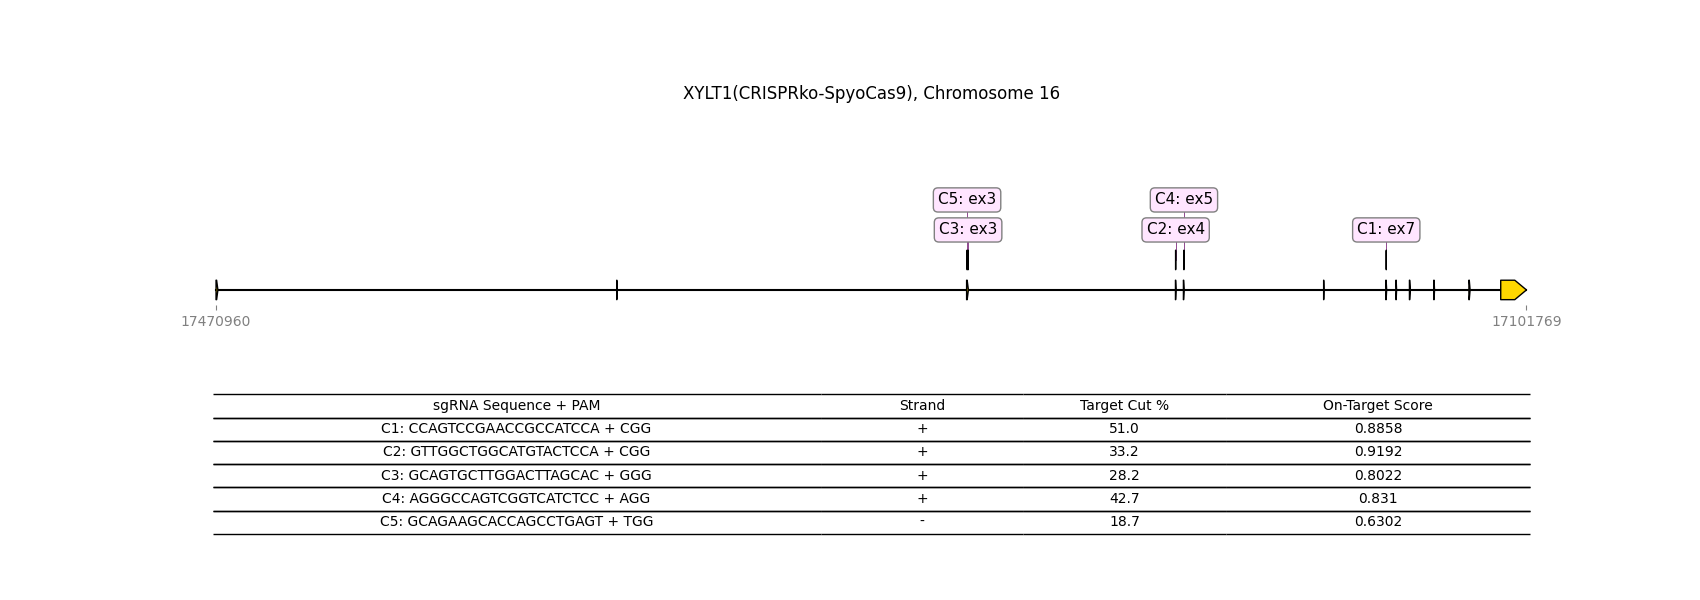 XYLT1(CRISPRko-SpyoCas9), Chromosome 16
C5: ex3 C4: ex5
C3: ex3 C2: ex4 C1: ex7
17470960 17101769
sgRNA Sequence + PAM Strand Target Cut % On-Target Score
C1: CCAGTCCGAACCGCCATCCA + CGG + 51.0 0.8858
C2: GTTGGCTGGCATGTACTCCA + CGG + 33.2 0.9192
C3: GCAGTGCTTGGACTTAGCAC + GGG + 28.2 0.8022
C4: AGGGCCAGTCGGTCATCTCC + AGG + 42.7 0.831
C5: GCAGAAGCACCAGCCTGAGT + TGG - 18.7 0.6302